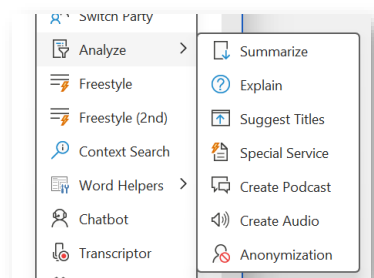 Switch Party
Analyze
Freestyle
Freestyle (2nd)
Context Search
Word Helpers
Chatbot
Transcriptor
Summarize
Explain
Suggest Titles
Special Service
Create Podcast
Create Audio
Anonymization